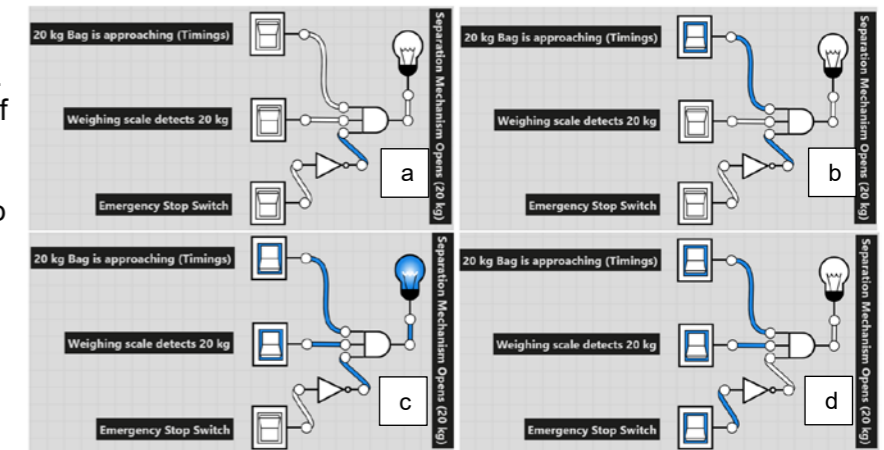 20 kg Bag is approaching (Timings)
Weighing scale detects 20 kg
Emergency Stop Switch
Separation Mechanism Opens (20 kg)
a
20 kg Bag is approaching (Timings)
Weighing scale detects 20 kg
Emergency Stop Switch
Separation Mechanism Opens (20 kg)
b
20 kg Bag is approaching (Timings)
Weighing scale detects 20 kg
Emergency Stop Switch
Separation Mechanism Opens (20 kg)
c
20 kg Bag is approaching (Timings)
Weighing scale detects 20 kg
Emergency Stop Switch
Separation Mechanism Opens (20 kg)
d